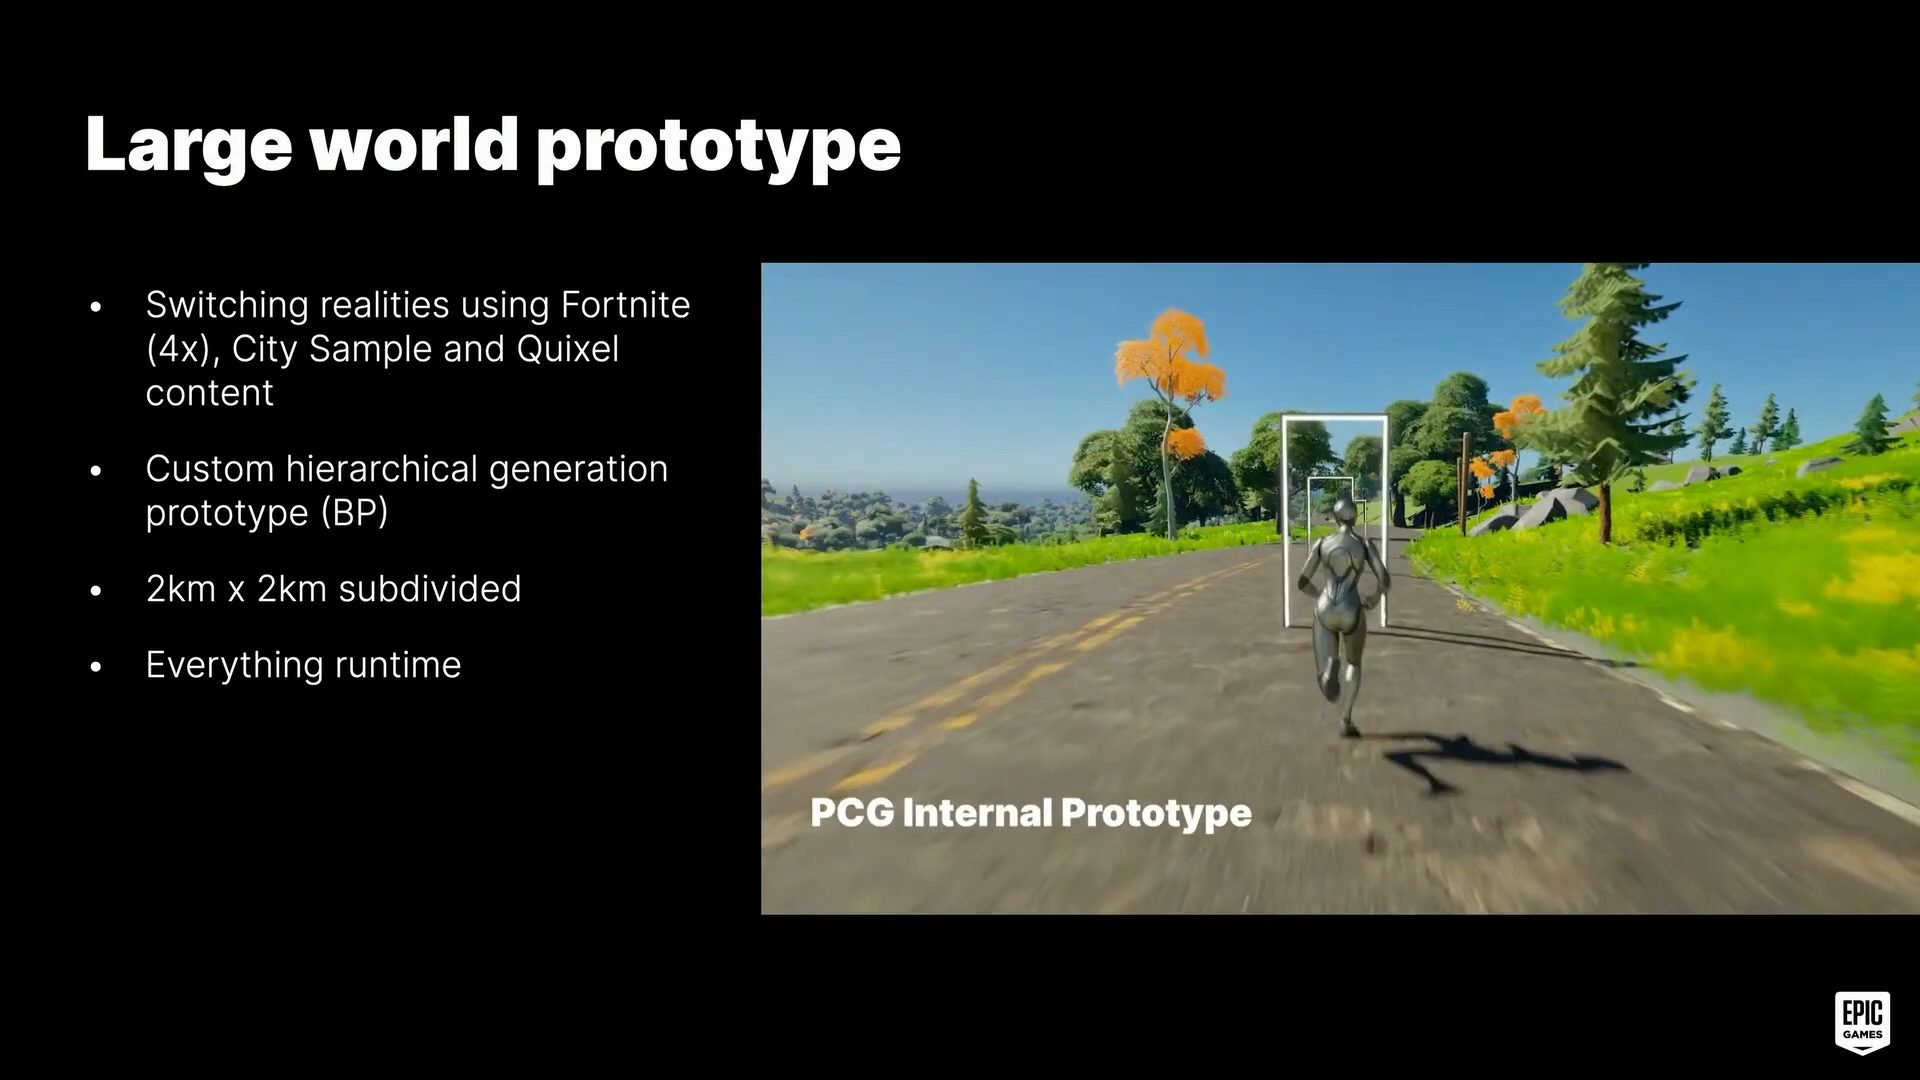 Large world prototype
• Switching realities using Fortnite
(4x), City Sample and Quixel
content
• Custom hierarchical generation
prototype (BP)
• 2km x 2km subdivided
• Everything runtime
PCG Internal Prototype
EPIC
GAMES